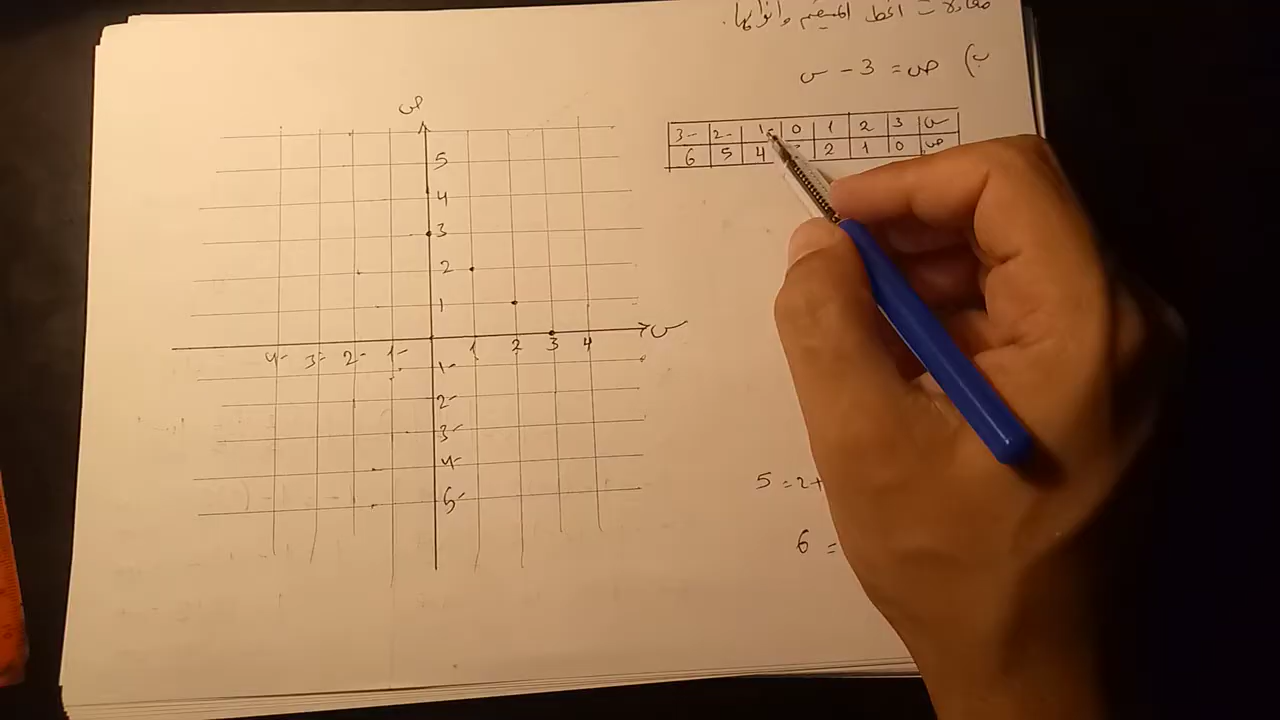 معادلات الخط المستقيم وانواعها.
ب) ص = 3 - س
س 3 2 1 0 1- 2- 3-
ص 0 1 2 3 4 5 6
ص
5
4
3
2
1
س
4- 3- 2- 1- 1 2 3 4
1-
2-
3-
4-
5-
5 = 2+
6 =